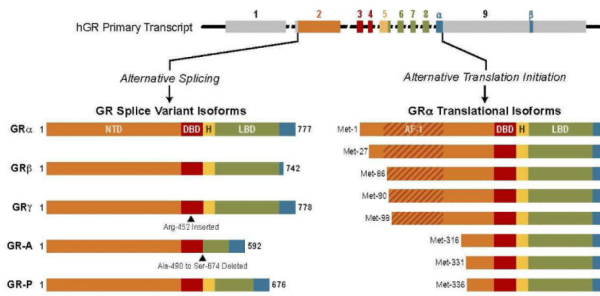 1 2 3 4 5 6 7 8 α 9 β
hGR Primary Transcript
Alternative Splicing
Alternative Translation Initiation
GR Splice Variant Isoforms
GRα Translational Isoforms
GRα 1 NTD DBD H LBD 777
GRβ 1 742
GRγ 1 778
Arg-452 Inserted
GR-A 1 592
Ala-490 to Ser-674 Deleted
GR-P 1 676
Met-1 AF-1 DBD H LBD
Met-27
Met-86
Met-90
Met-98
Met-316
Met-331
Met-336